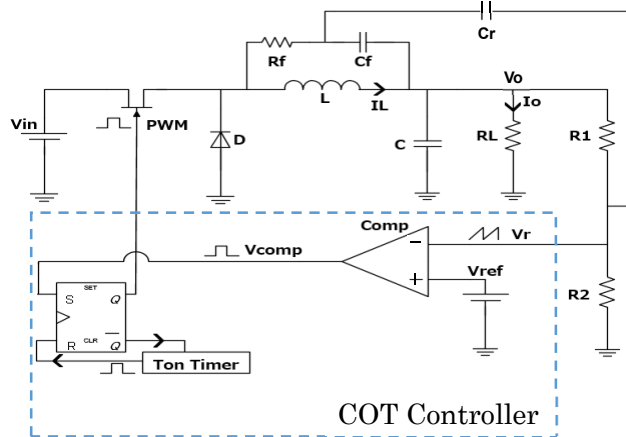 Cr
Rf
Cf
L
IL
Vo
Io
Vin
PWM
D
C
RL
R1
Comp
Vcomp
Vr
Vref
R2
S
SET
Q
R
CLR
Q
Ton Timer
COT Controller